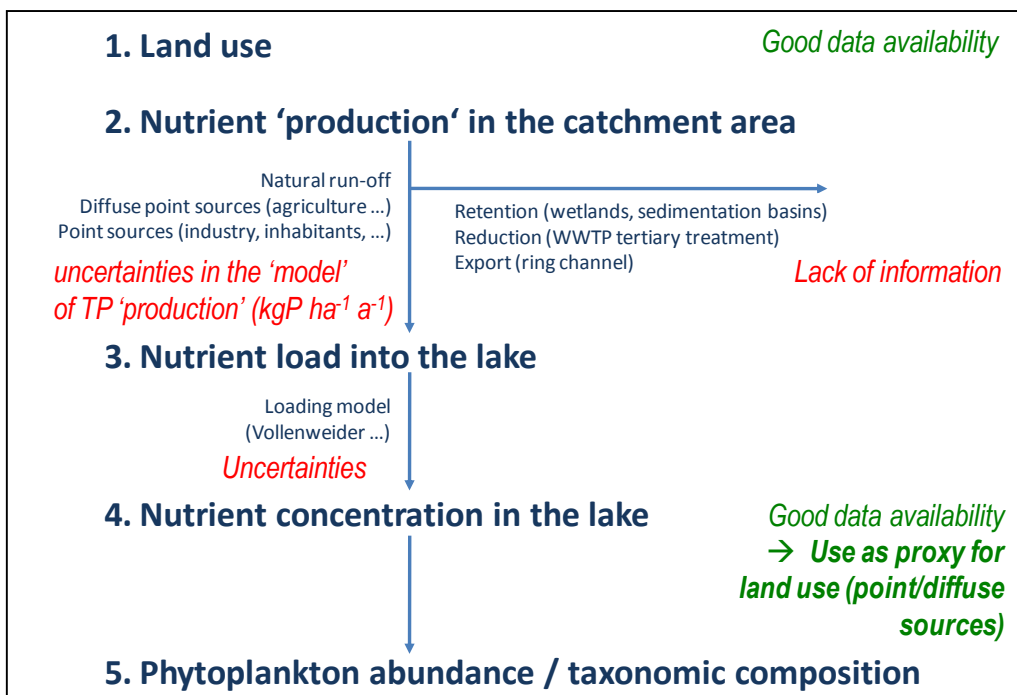 1. Land use
Good data availability
2. Nutrient ‘production‘ in the catchment area
Natural run-off
Diffuse point sources (agriculture ...)
Point sources (industry, inhabitants, ...)
Retention (wetlands, sedimentation basins)
Reduction (WWTP tertiary treatment)
Export (ring channel)
uncertainties in the ‘model’
of TP ‘production’ (kgP ha⁻¹ a⁻¹)
Lack of information
3. Nutrient load into the lake
Loading model
(Vollenweider ...)
Uncertainties
4. Nutrient concentration in the lake
Good data availability
→ Use as proxy for
land use (point/diffuse
sources)
5. Phytoplankton abundance / taxonomic composition